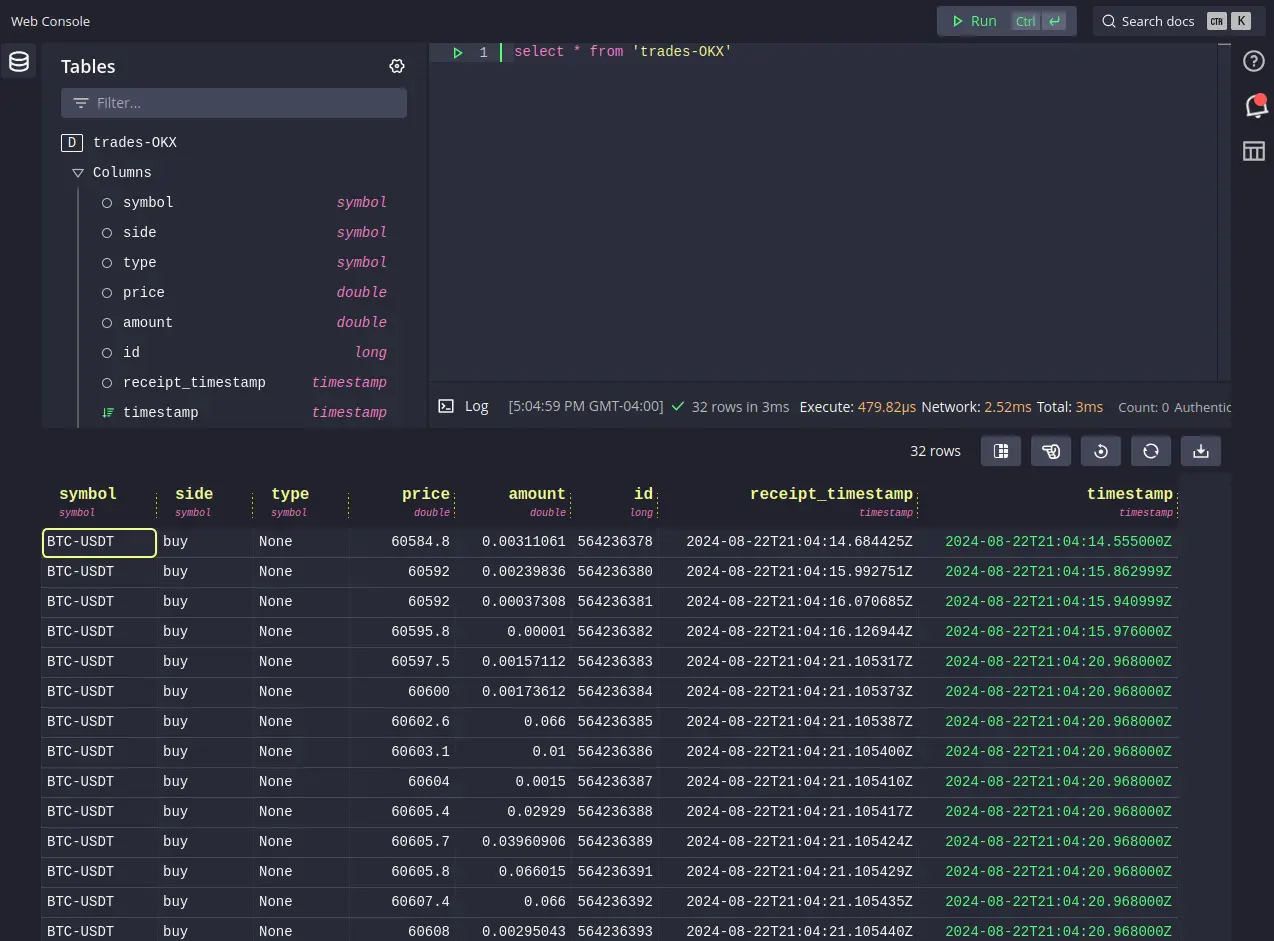 Web Console
Run Ctrl ↵
Search docs CTR K
Tables
Filter...
D trades-OKX
Columns
symbol symbol
side symbol
type symbol
price double
amount double
id long
receipt_timestamp timestamp
timestamp timestamp
1 select * from 'trades-OKX'
Log [5:04:59 PM GMT-04:00] 32 rows in 3ms Execute: 479.82µs Network: 2.52ms Total: 3ms Count: 0 Authentic
32 rows
symbol side type price amount id receipt_timestamp timestamp
symbol symbol symbol double double long timestamp timestamp
BTC-USDT buy None 60584.8 0.00311061 564236378 2024-08-22T21:04:14.684425Z 2024-08-22T21:04:14.555000Z
BTC-USDT buy None 60592 0.00239836 564236380 2024-08-22T21:04:15.992751Z 2024-08-22T21:04:15.862999Z
BTC-USDT buy None 60592 0.00037308 564236381 2024-08-22T21:04:16.070685Z 2024-08-22T21:04:15.940999Z
BTC-USDT buy None 60595.8 0.00001 564236382 2024-08-22T21:04:16.126944Z 2024-08-22T21:04:15.976000Z
BTC-USDT buy None 60597.5 0.00157112 564236383 2024-08-22T21:04:21.105317Z 2024-08-22T21:04:20.968000Z
BTC-USDT buy None 60600 0.00173612 564236384 2024-08-22T21:04:21.105373Z 2024-08-22T21:04:20.968000Z
BTC-USDT buy None 60602.6 0.066 564236385 2024-08-22T21:04:21.105387Z 2024-08-22T21:04:20.968000Z
BTC-USDT buy None 60603.1 0.01 564236386 2024-08-22T21:04:21.105400Z 2024-08-22T21:04:20.968000Z
BTC-USDT buy None 60604 0.0015 564236387 2024-08-22T21:04:21.105410Z 2024-08-22T21:04:20.968000Z
BTC-USDT buy None 60605.4 0.02929 564236388 2024-08-22T21:04:21.105417Z 2024-08-22T21:04:20.968000Z
BTC-USDT buy None 60605.7 0.03960906 564236389 2024-08-22T21:04:21.105424Z 2024-08-22T21:04:20.968000Z
BTC-USDT buy None 60605.8 0.066015 564236391 2024-08-22T21:04:21.105429Z 2024-08-22T21:04:20.968000Z
BTC-USDT buy None 60607.4 0.066 564236392 2024-08-22T21:04:21.105435Z 2024-08-22T21:04:20.968000Z
BTC-USDT buy None 60608 0.00295043 564236393 2024-08-22T21:04:21.105440Z 2024-08-22T21:04:20.968000Z